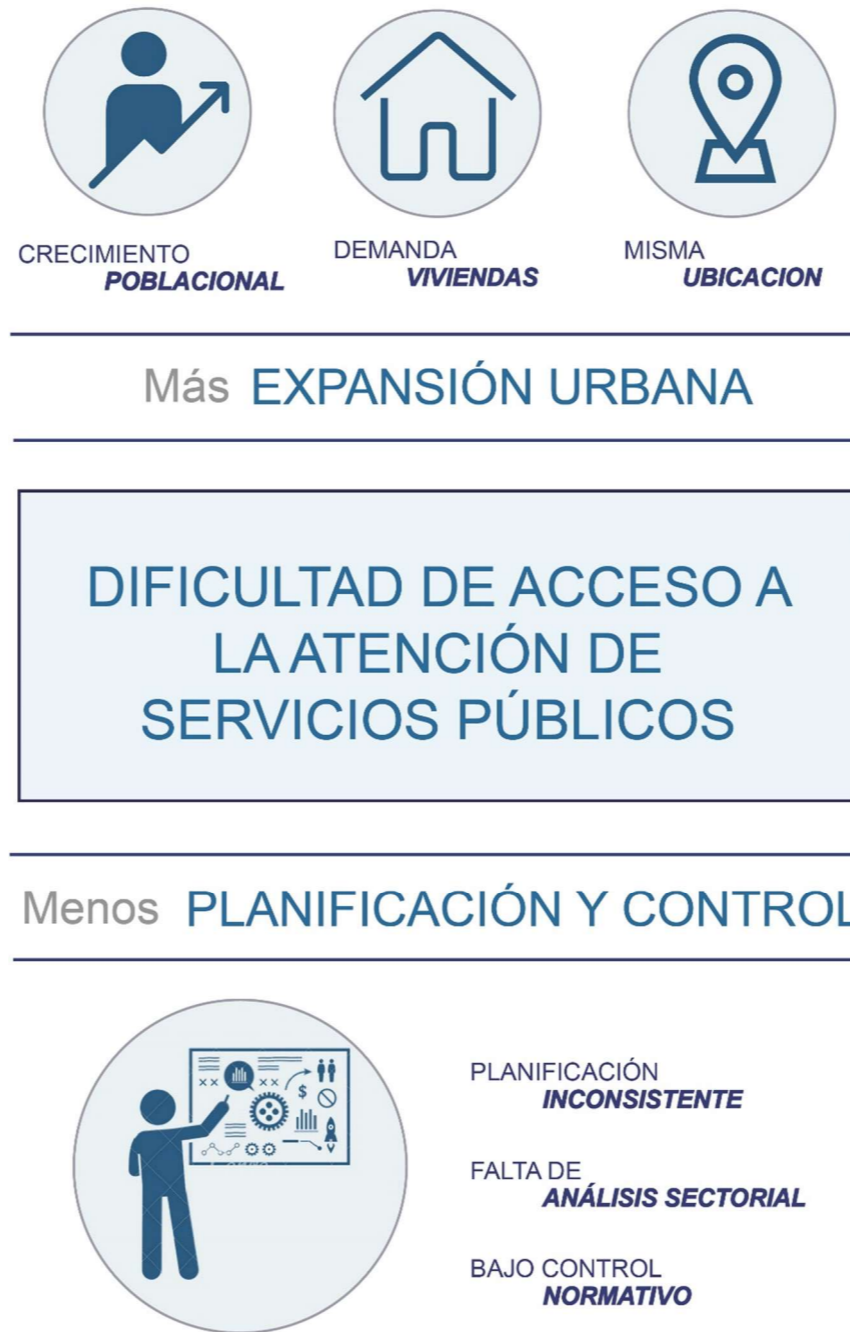 CRECIMIENTO
POBLACIONAL
DEMANDA
VIVIENDAS
MISMA
UBICACION
Más EXPANSIÓN URBANA
DIFICULTAD DE ACCESO A
LA ATENCIÓN DE
SERVICIOS PÚBLICOS
Menos PLANIFICACIÓN Y CONTROL
PLANIFICACIÓN
INCONSISTENTE
FALTA DE
ANÁLISIS SECTORIAL
BAJO CONTROL
NORMATIVO